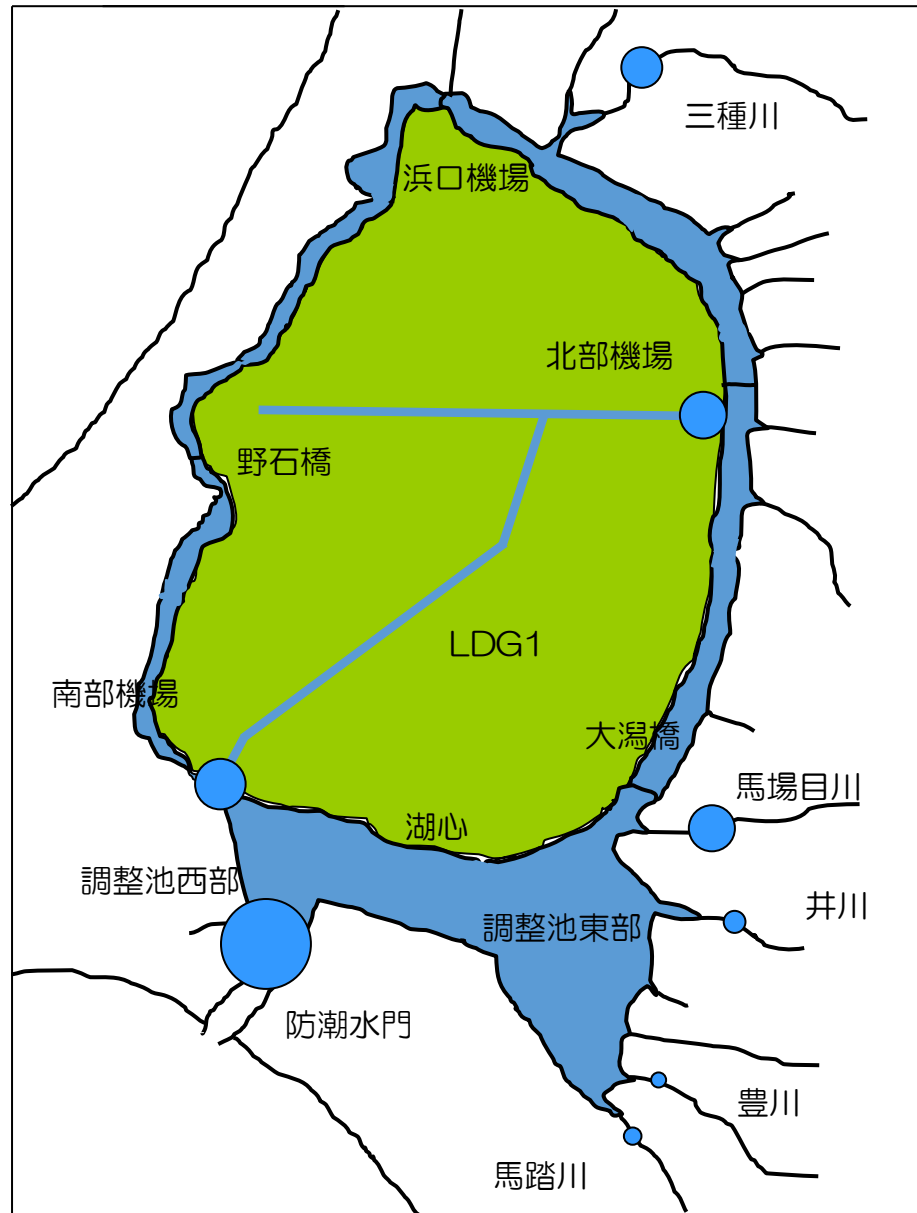 三種川
浜口機場
北部機場
野石橋
LDG1
南部機場
大潟橋
馬場目川
湖心
調整池西部
井川
調整池東部
防潮水門
豊川
馬踏川